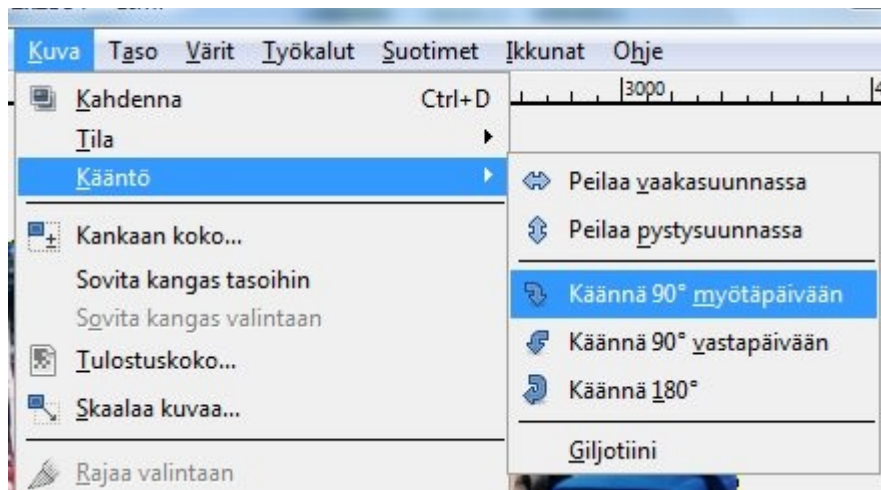 Kuva Taso Värit Työkalut Suotimet Ikkunat Ohje
3000
Kahdenna Ctrl+D
Tila
Kääntö
Kankaan koko...
Sovita kangas tasoihin
Sovita kangas valintaan
Tulostuskoko...
Skaalaa kuvaa...
Rajaa valintaan
Peilaa vaakasuunnassa
Peilaa pystysuunnassa
Käännä 90° myötäpäivään
Käännä 90° vastapäivään
Käännä 180°
Giljotiini